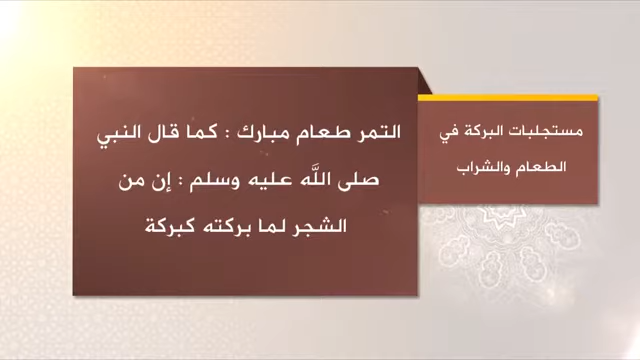 مستجلبات البركة في
الطعام والشراب
التمر طعام مبارك : كما قال النبي
صلى اللَّه عليه وسلم : إن من
الشجر لما بركته كبركة